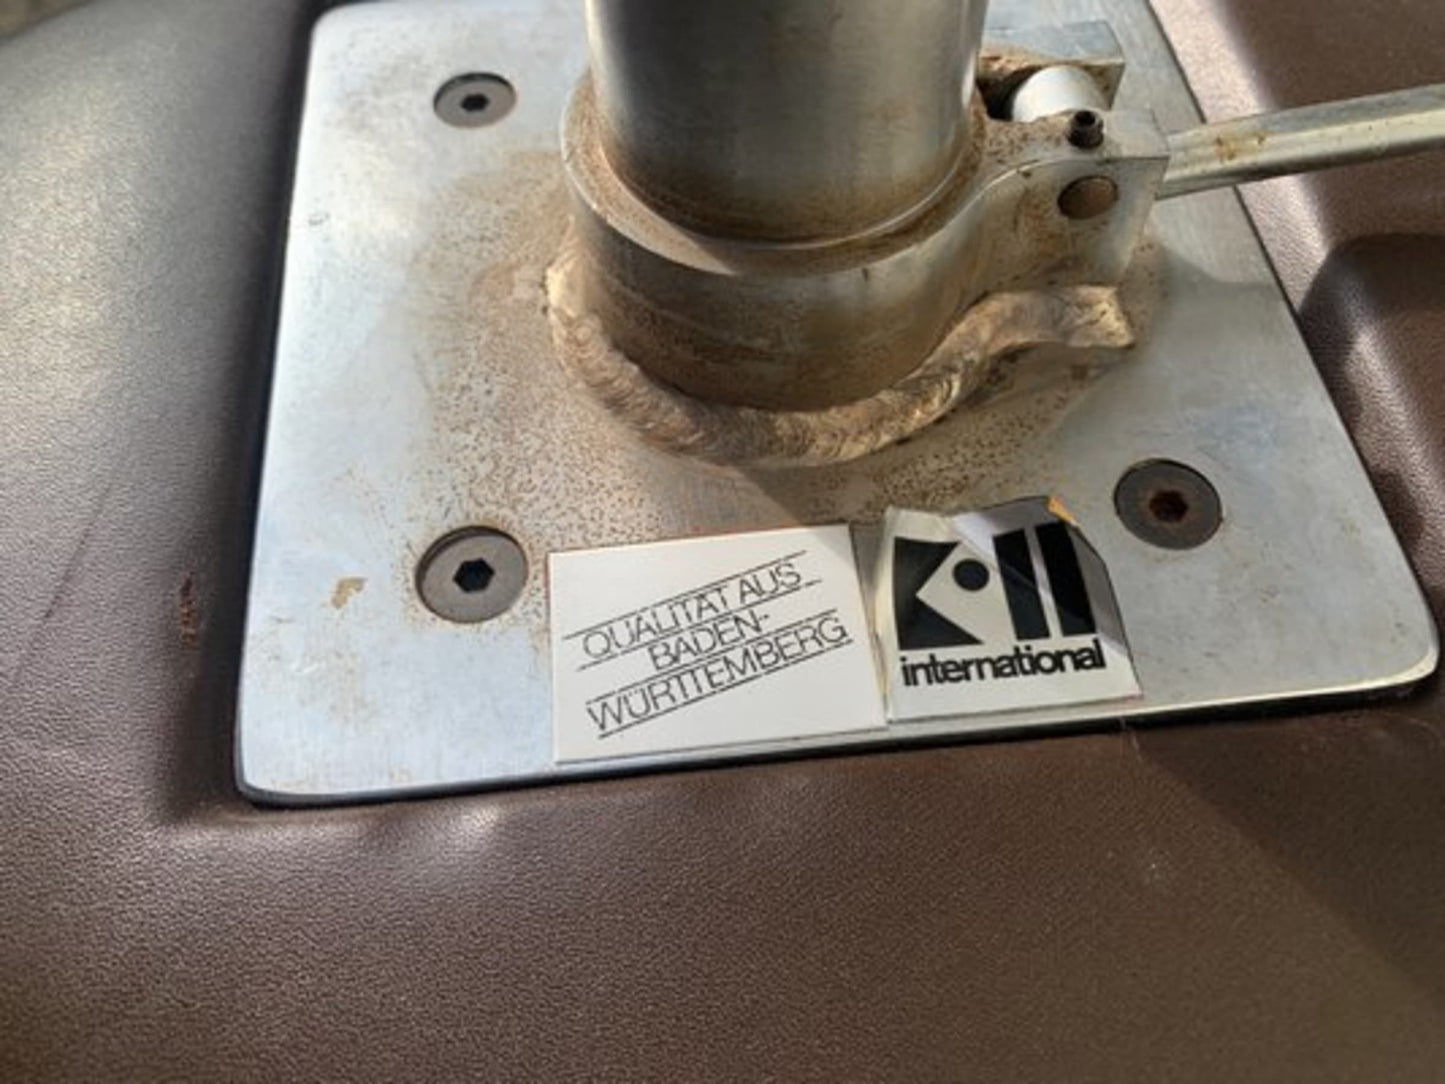 QUALITÄT AUS
BADEN-
WÜRTTEMBERG
K·II
international